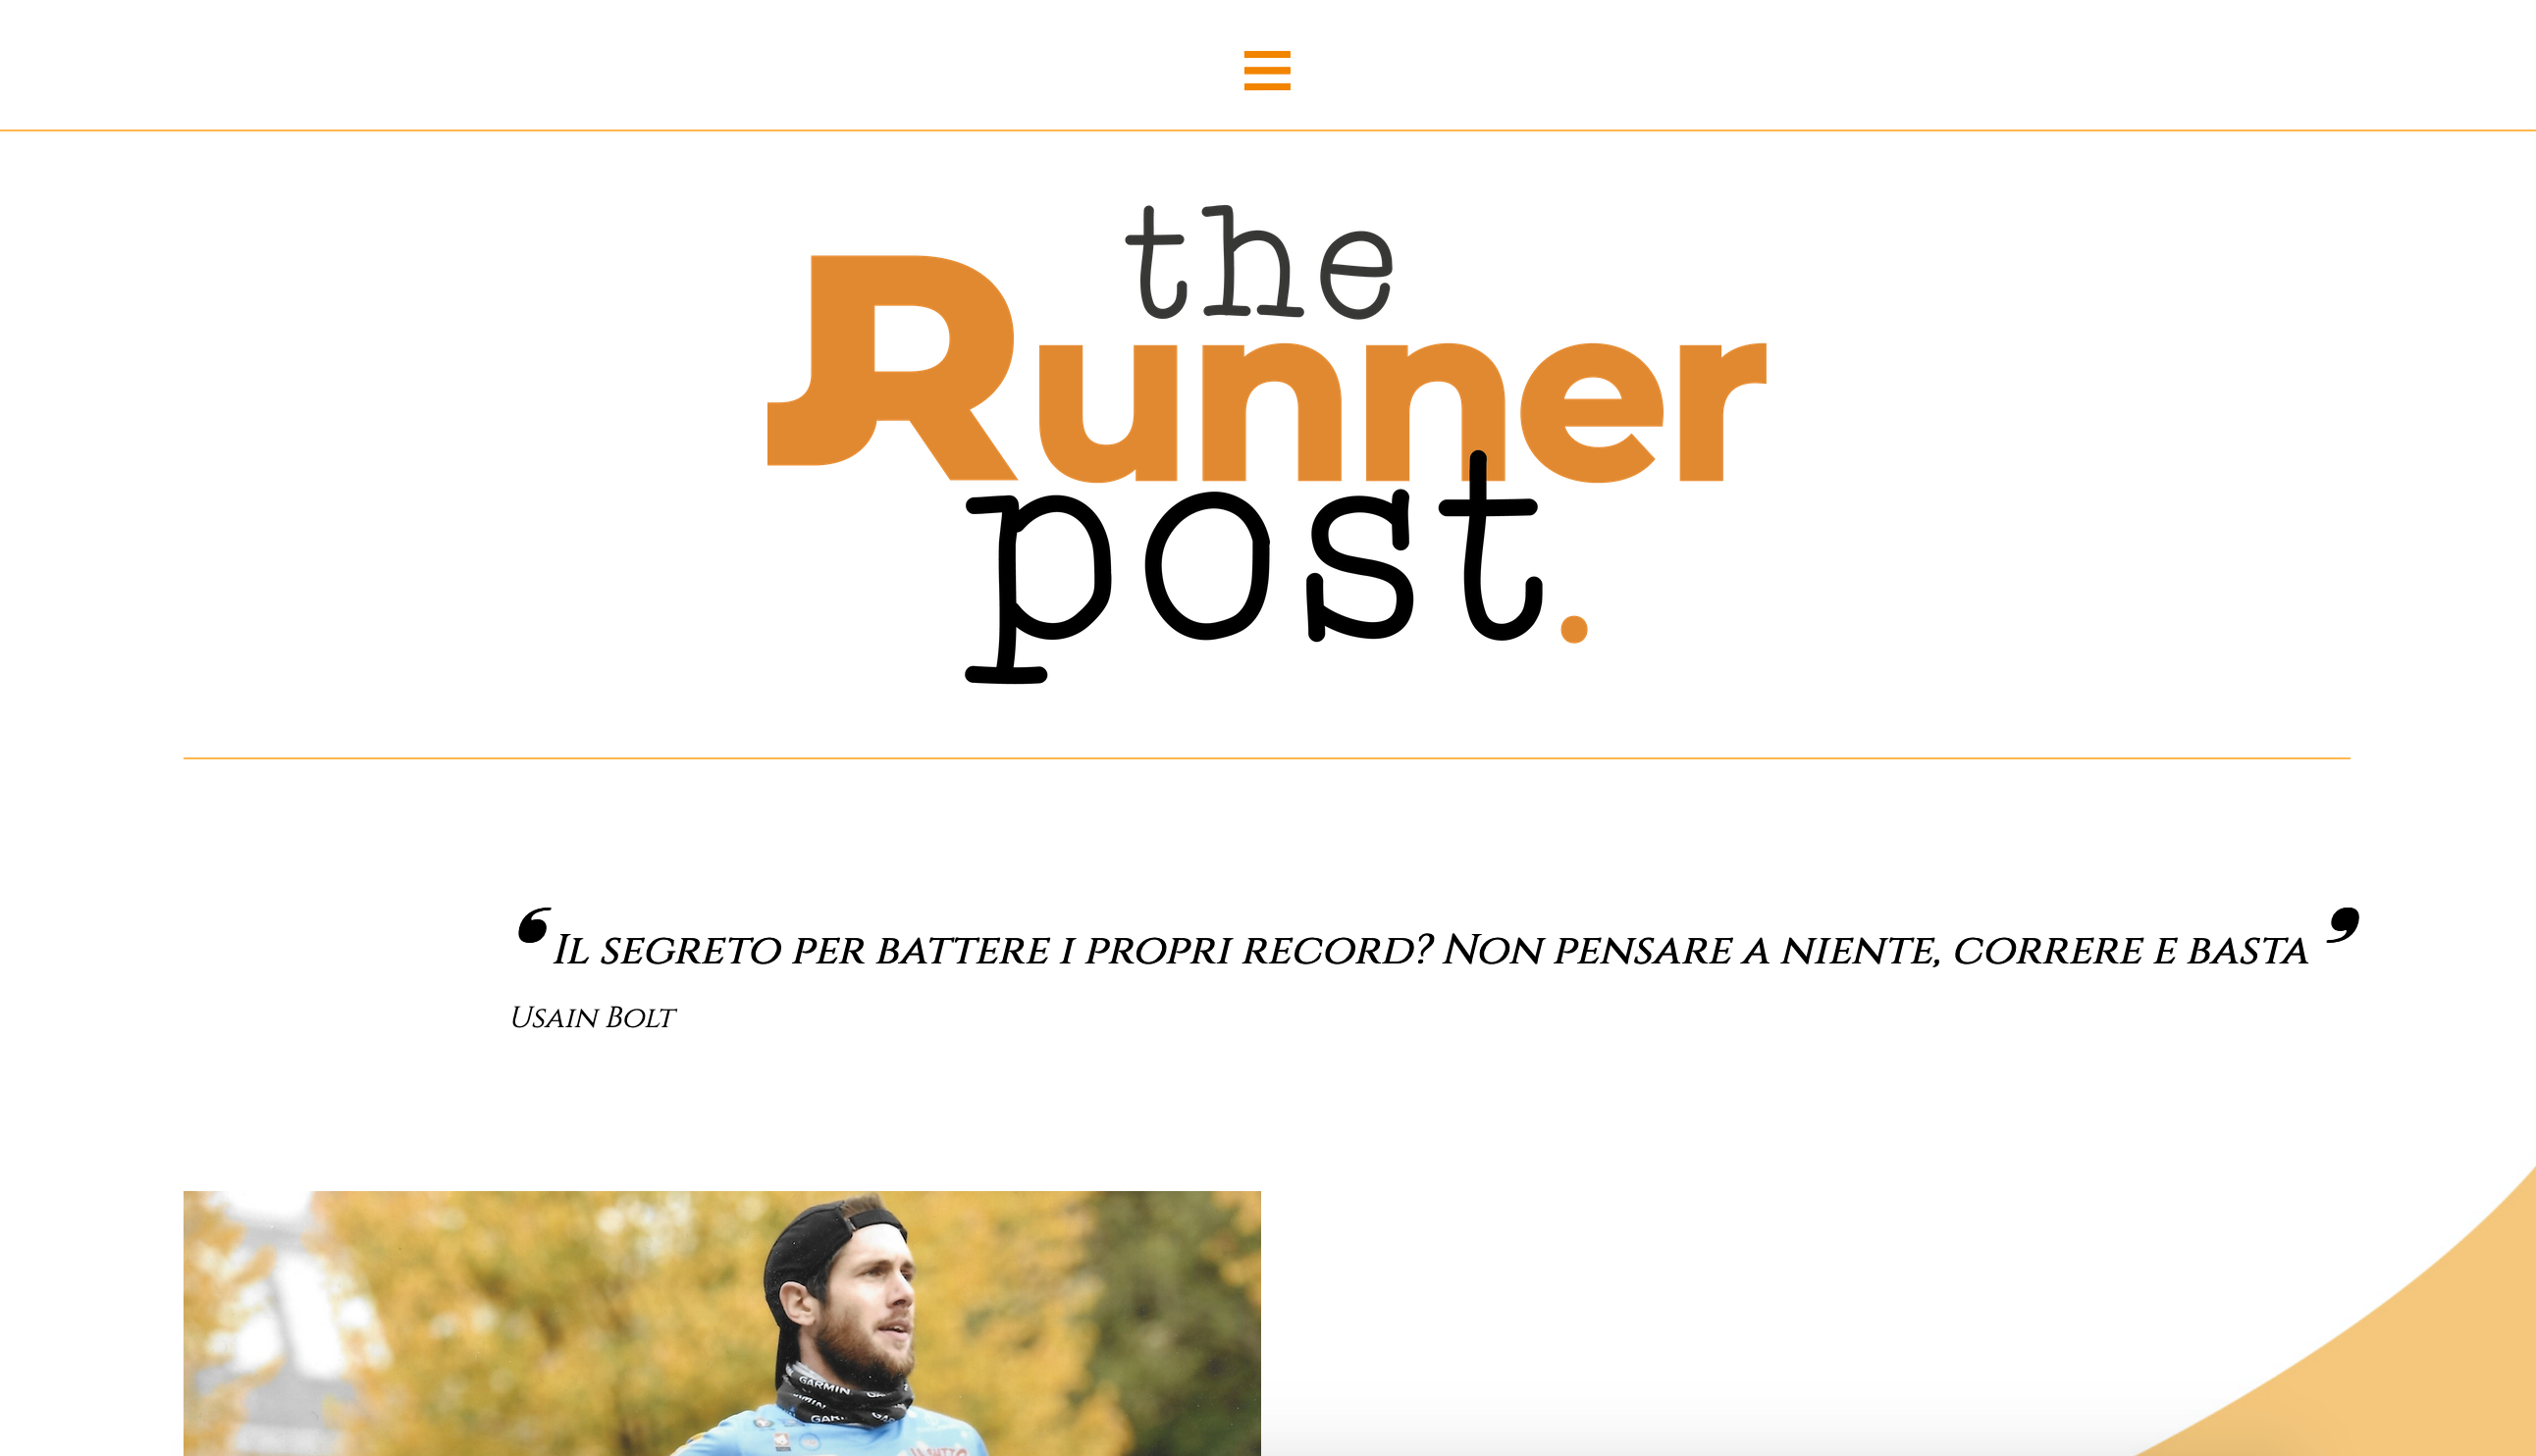 the
Runner
post.
❛ Il segreto per battere i propri record? Non pensare a niente, correre e basta ❜
Usain Bolt
GARMIN